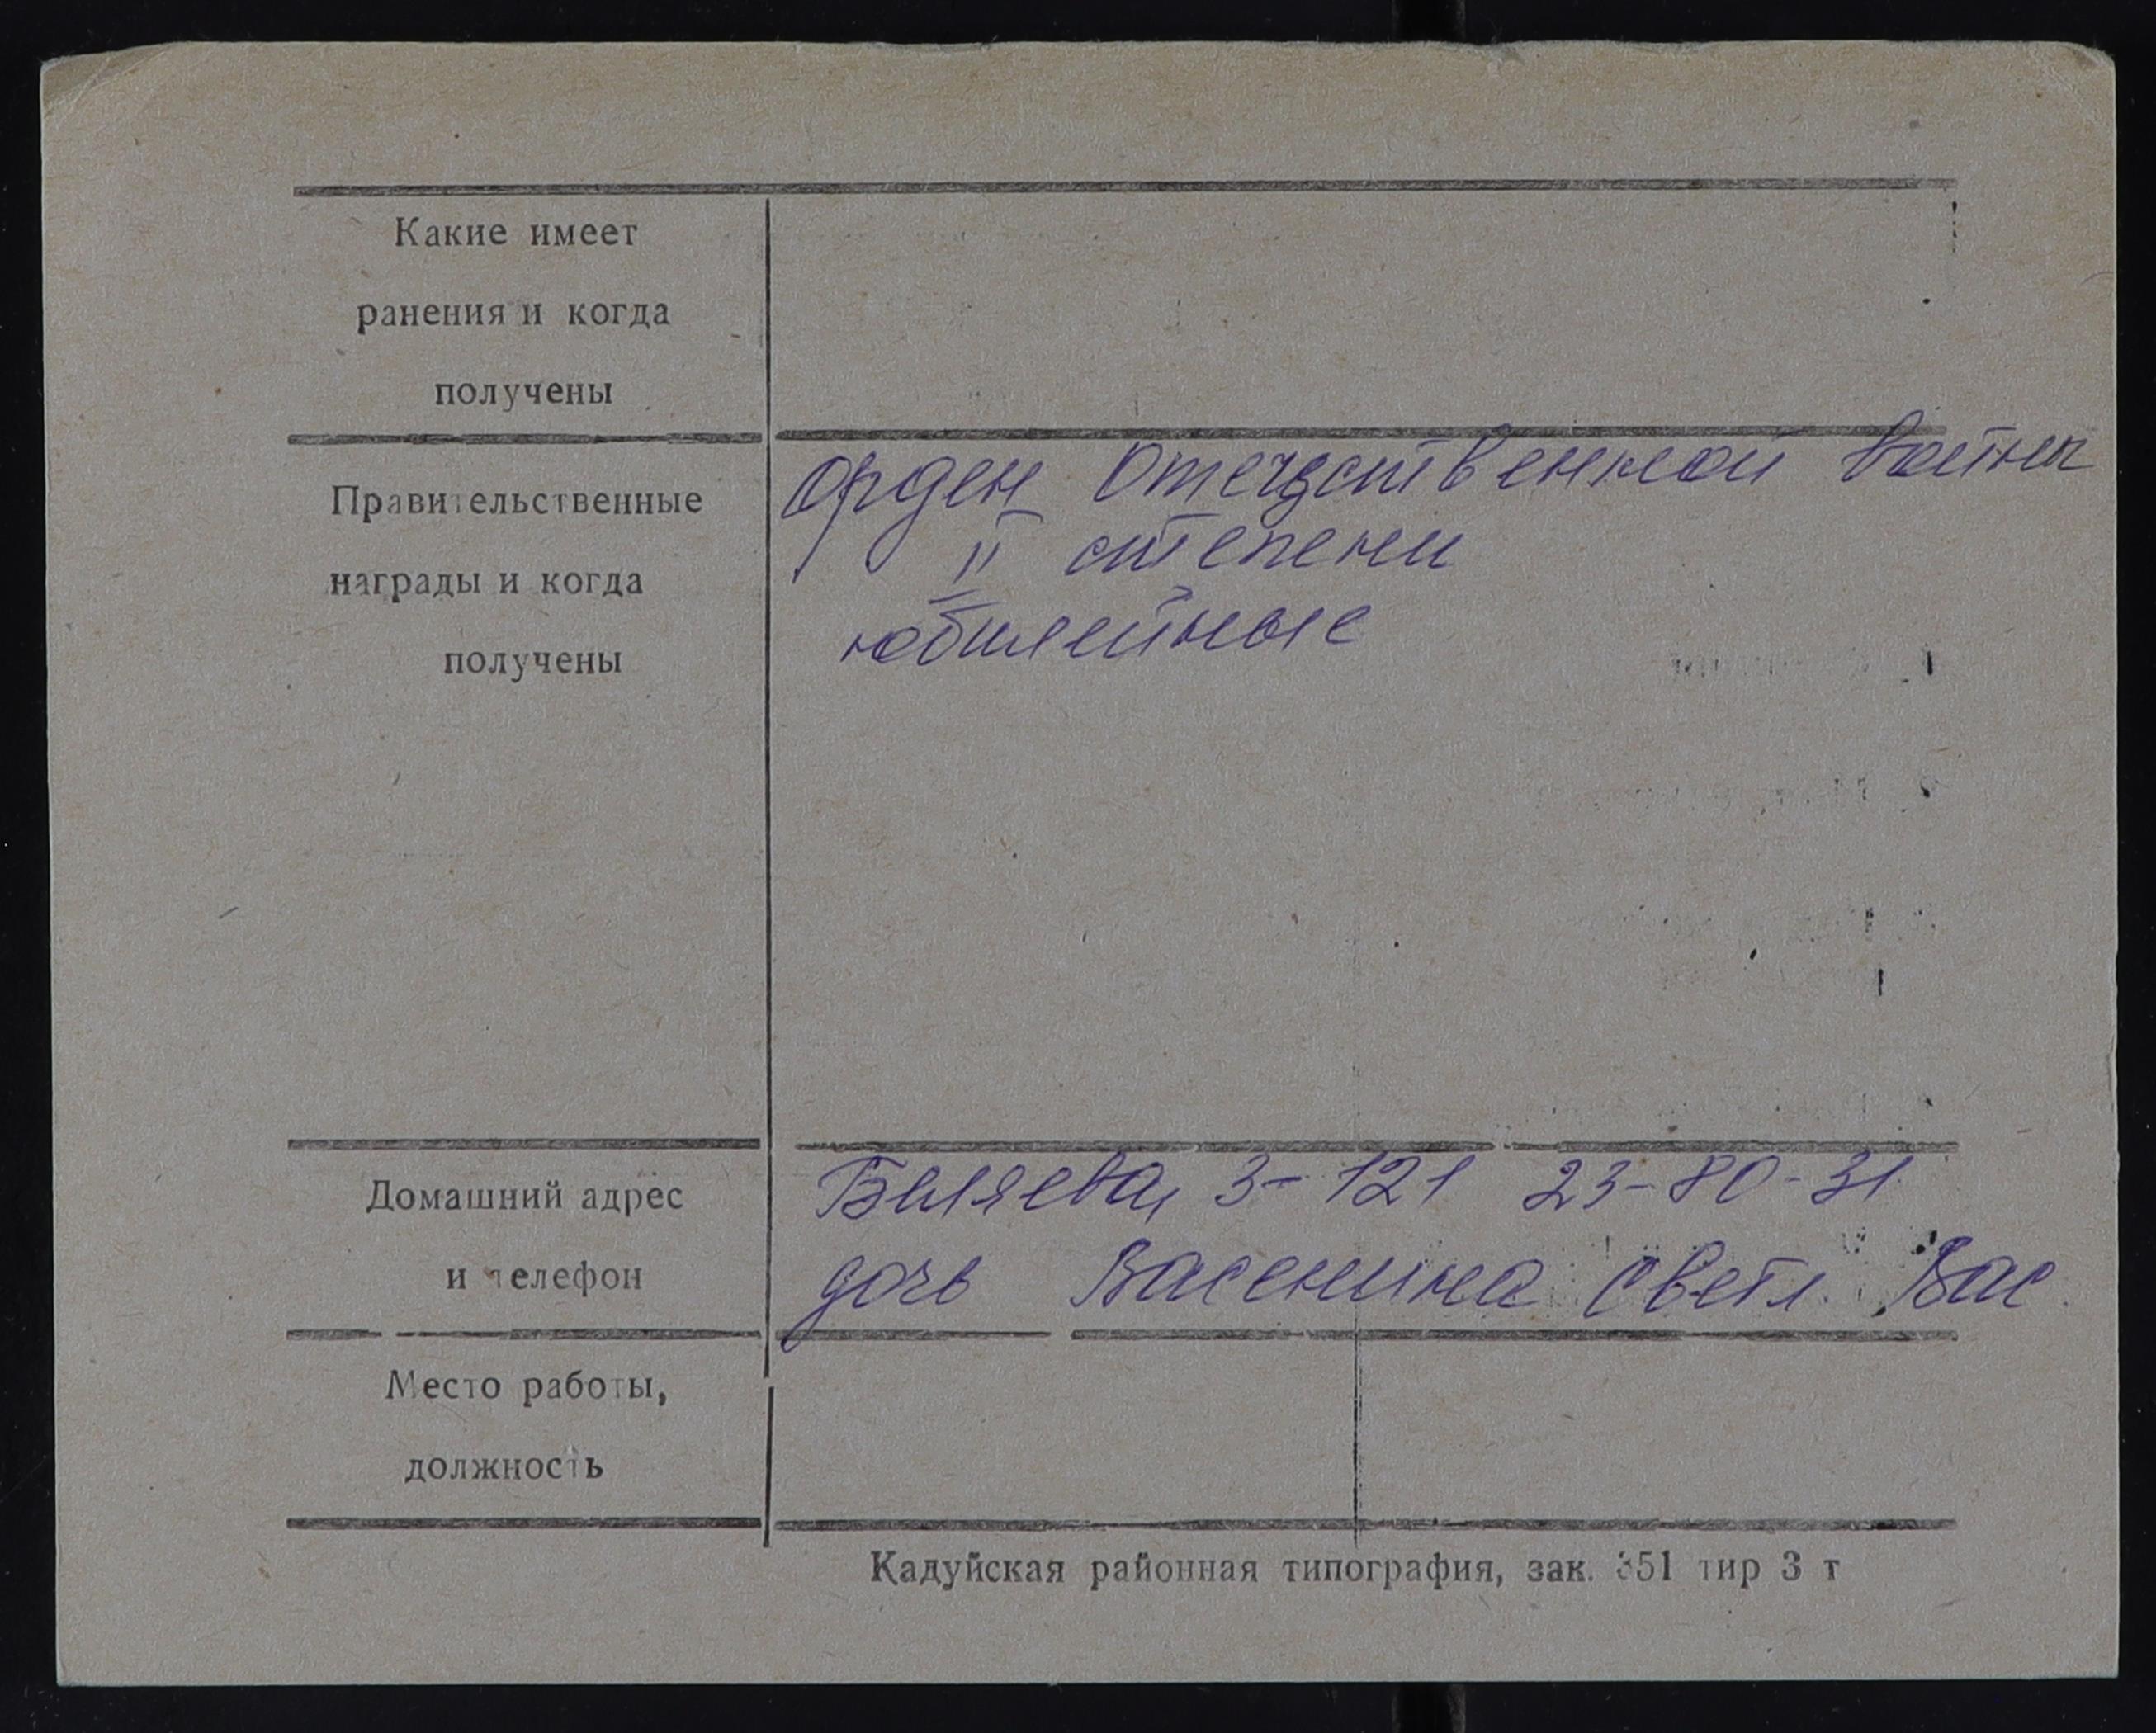 Какие имеет
ранения и когда
получены
Правительственные
награды и когда
получены
орден Отечественной войны
II степени
юбилейные
Домашний адрес
и телефон
Беляева, 3-121 23-80-31
дочь Васенина Светл. Вас.
Место работы,
должность
Кадуйская районная типография, зак. 351 тир 3 т